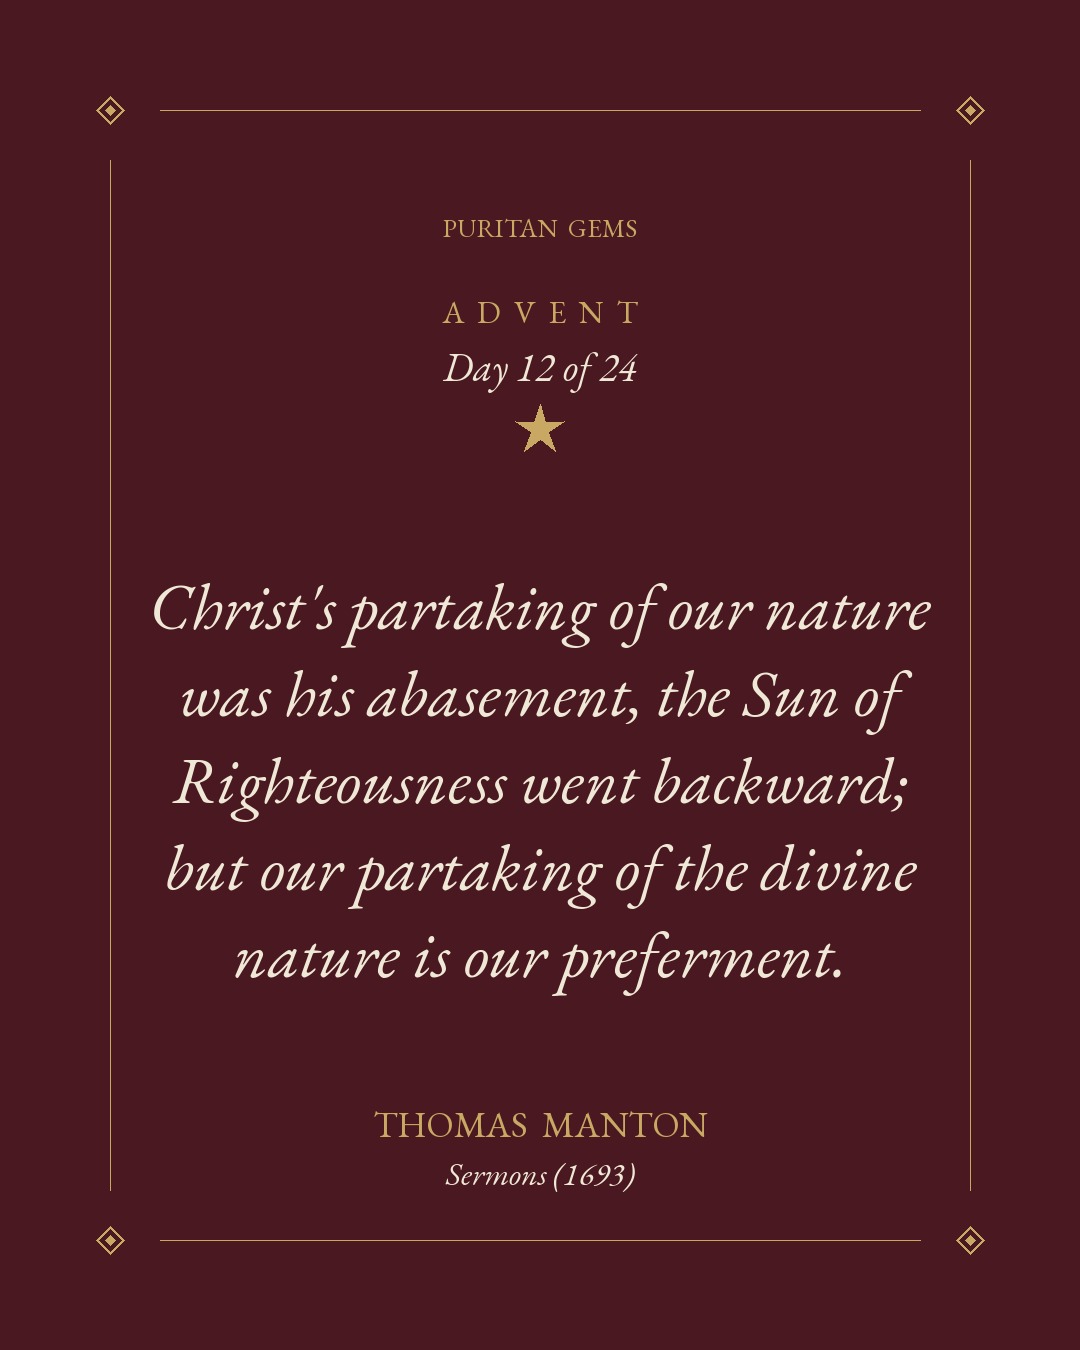 PURITAN GEMS
ADVENT
Day 12 of 24
Christ's partaking of our nature
was his abasement, the Sun of
Righteousness went backward;
but our partaking of the divine
nature is our preferment.
THOMAS MANTON
Sermons (1693)